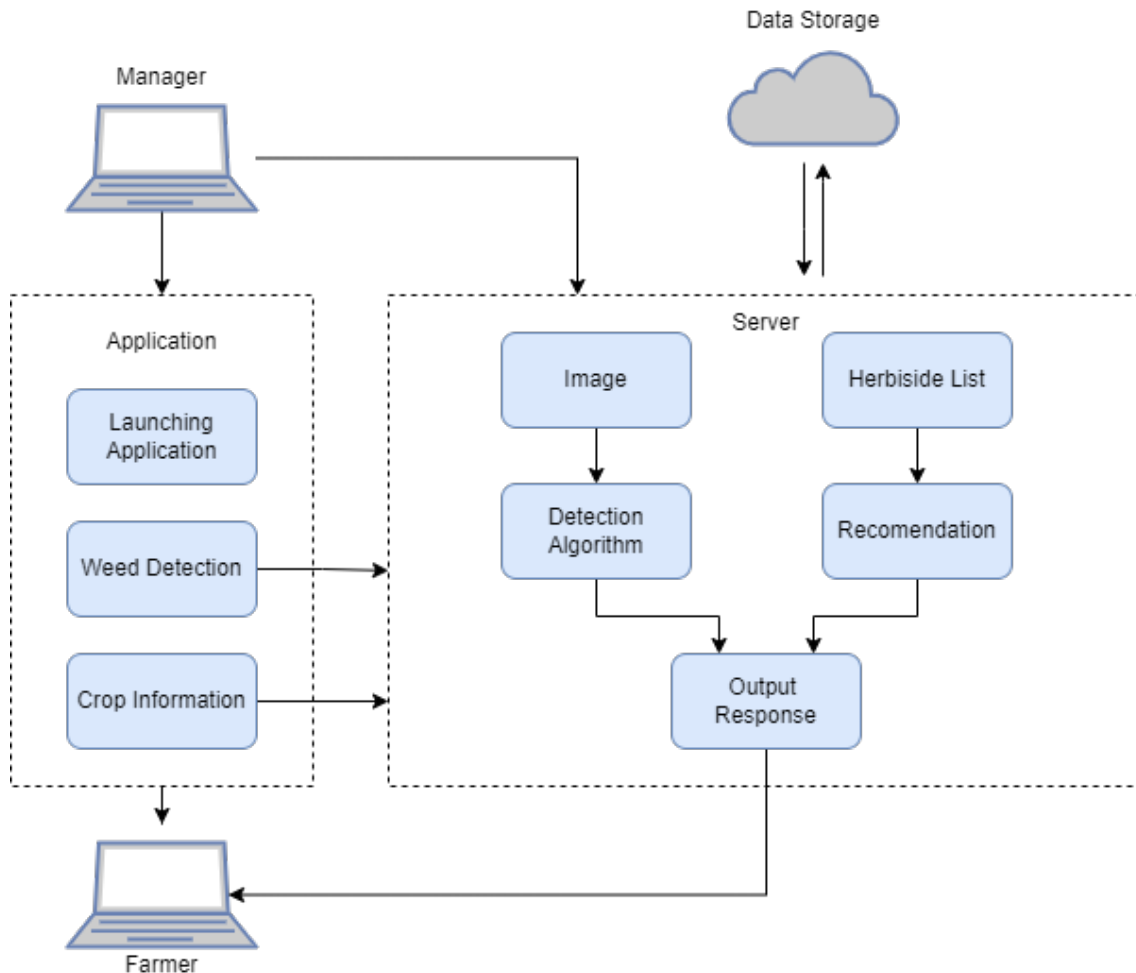 Data Storage
Manager
Server
Application
Image
Herbiside List
Launching
Application
Detection
Algorithm
Recomendation
Weed Detection
Crop Information
Output
Response
Farmer